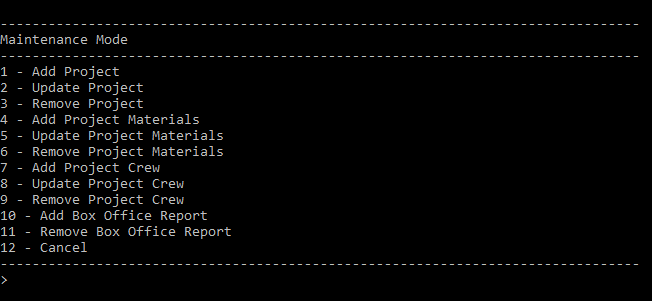 --------------------------------------------------------------------------------
Maintenance Mode
--------------------------------------------------------------------------------
1 - Add Project
2 - Update Project
3 - Remove Project
4 - Add Project Materials
5 - Update Project Materials
6 - Remove Project Materials
7 - Add Project Crew
8 - Update Project Crew
9 - Remove Project Crew
10 - Add Box Office Report
11 - Remove Box Office Report
12 - Cancel
--------------------------------------------------------------------------------
>